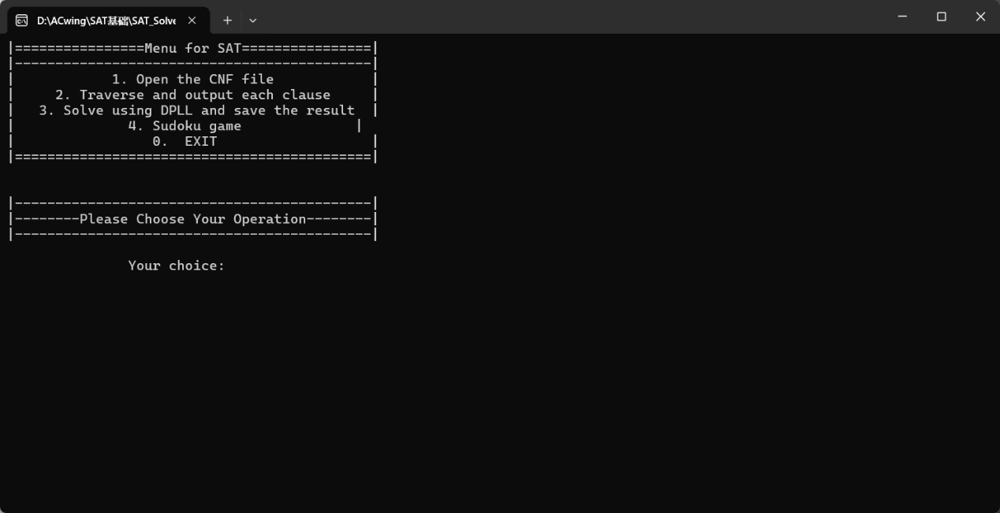 D:\ACwing\SAT基础\SAT_Solve
|================Menu for SAT================|
|--------------------------------------------|
|            1. Open the CNF file            |
|     2. Traverse and output each clause     |
|   3. Solve using DPLL and save the result  |
|              4. Sudoku game              |
|                 0.  EXIT                   |
|============================================|
|--------------------------------------------|
|--------Please Choose Your Operation--------|
|--------------------------------------------|
Your choice: